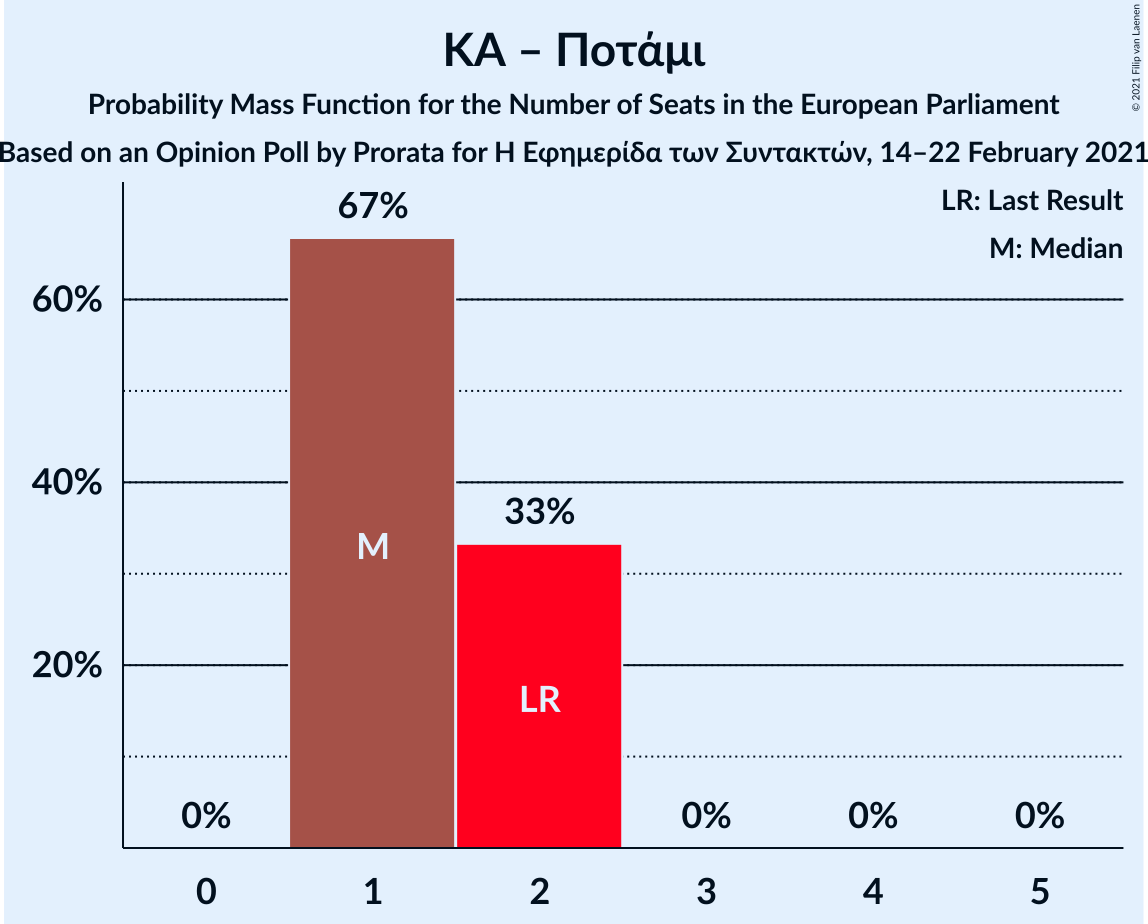 ΚΑ – Ποτάμι
Probability Mass Function for the Number of Seats in the European Parliament
Based on an Opinion Poll by Prorata for Η Εφημερίδα των Συντακτών, 14–22 February 2021
© 2021 Filip van Laenen
LR: Last Result
M: Median
67%
60%
40%
33%
M
20%
LR
0%
0%
0%
0%
0
1
2
3
4
5